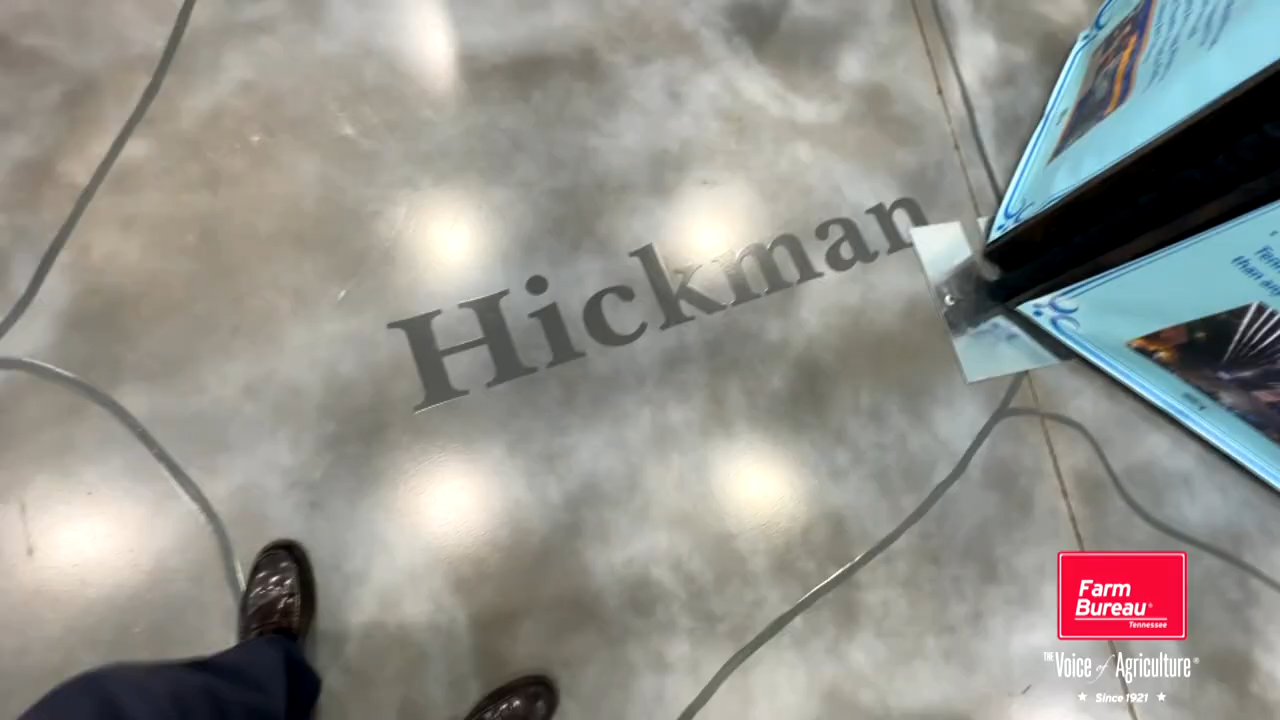 Hickman
Farm
Bureau®
Tennessee
THE Voice of Agriculture®
★ Since 1921 ★